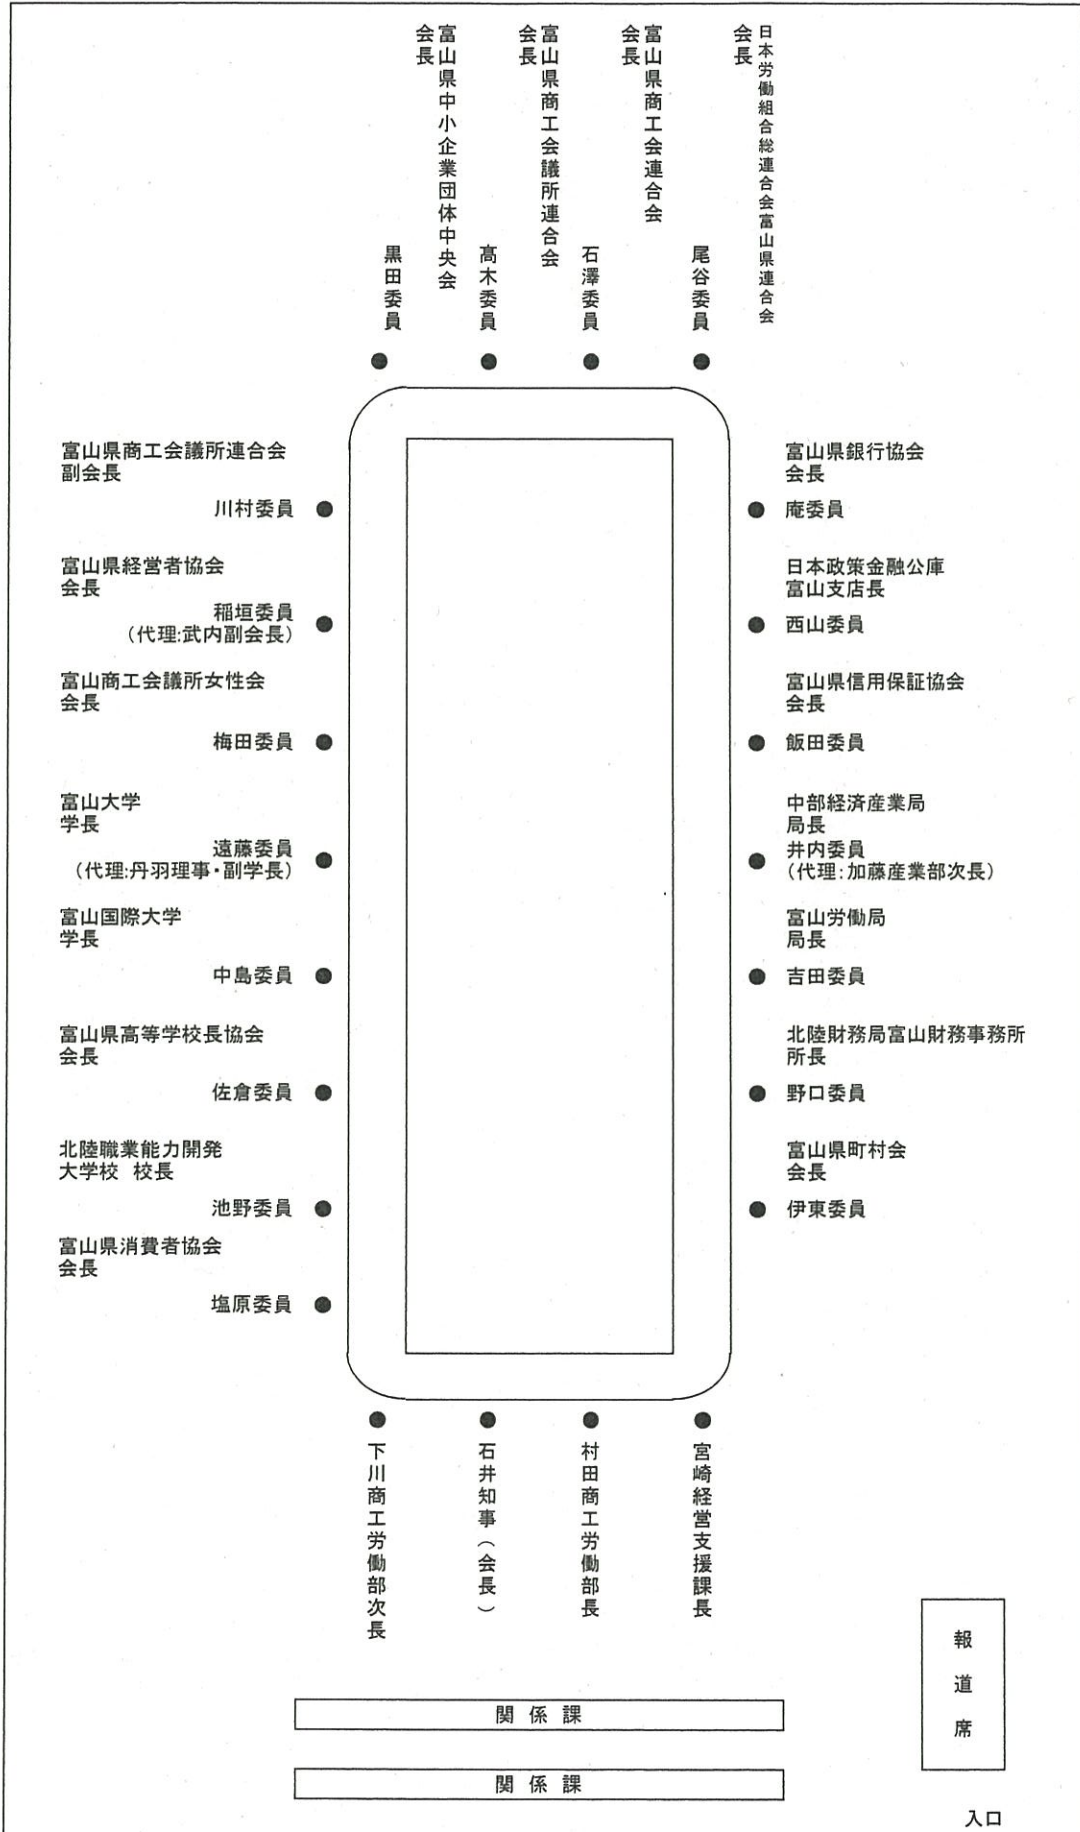 日本労働組合総連合会富山県連合会
会長
尾谷委員
富山県商工会連合会
会長
石澤委員
富山県商工会議所連合会
会長
髙木委員
富山県中小企業団体中央会
会長
黒田委員
富山県商工会議所連合会
副会長
川村委員
富山県経営者協会
会長
稲垣委員
（代理:武内副会長）
富山商工会議所女性会
会長
梅田委員
富山大学
学長
遠藤委員
（代理:丹羽理事・副学長）
富山国際大学
学長
中島委員
富山県高等学校長協会
会長
佐倉委員
北陸職業能力開発
大学校 校長
池野委員
富山県消費者協会
会長
塩原委員
富山県銀行協会
会長
庵委員
日本政策金融公庫
富山支店長
西山委員
富山県信用保証協会
会長
飯田委員
中部経済産業局
局長
井内委員
（代理:加藤産業部次長）
富山労働局
局長
吉田委員
北陸財務局富山財務事務所
所長
野口委員
富山県町村会
会長
伊東委員
宮崎経営支援課長
村田商工労働部長
石井知事（会長）
下川商工労働部次長
報道席
関係課
関係課
入口